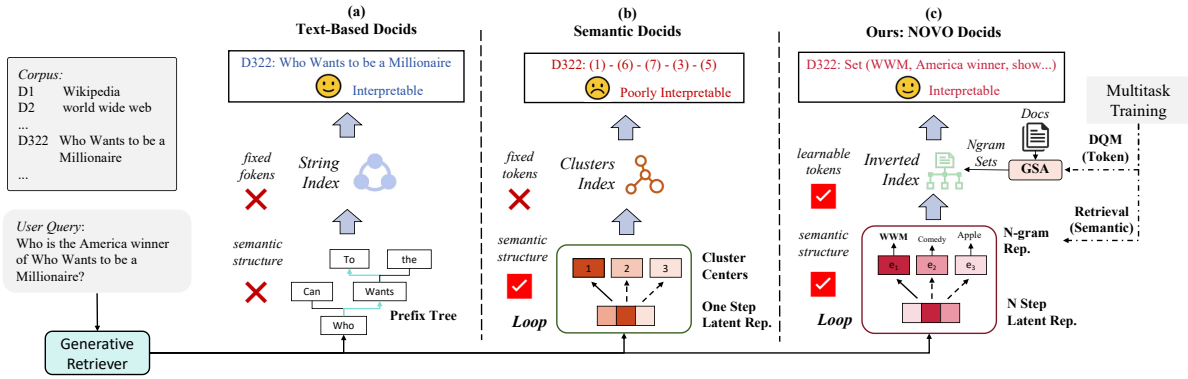 Corpus:
D1 Wikipedia
D2 world wide web
...
D322 Who Wants to be a
Millionaire
...
User Query:
Who is the America winner
of Who Wants to be a
Millionaire?
Generative
Retriever
(a)
Text-Based Docids
D322: Who Wants to be a Millionaire
Interpretable
fixed
fokens
String
Index
semantic
structure
To
the
Can
Wants
Who
Prefix Tree
(b)
Semantic Docids
D322: (1) - (6) - (7) - (3) - (5)
Poorly Interpretable
fixed
tokens
Clusters
Index
semantic
structure
Loop
1
2
3
Cluster
Centers
One Step
Latent Rep.
(c)
Ours: NOVO Docids
D322: Set (WWM, America winner, show...)
Interpretable
learnable
tokens
Inverted
Index
Ngram
Sets
Docs
GSA
semantic
structure
Loop
WWM
Comedy
Apple
e1
e2
e3
N-gram
Rep.
N Step
Latent Rep.
Multitask
Training
DQM
(Token)
Retrieval
(Semantic)